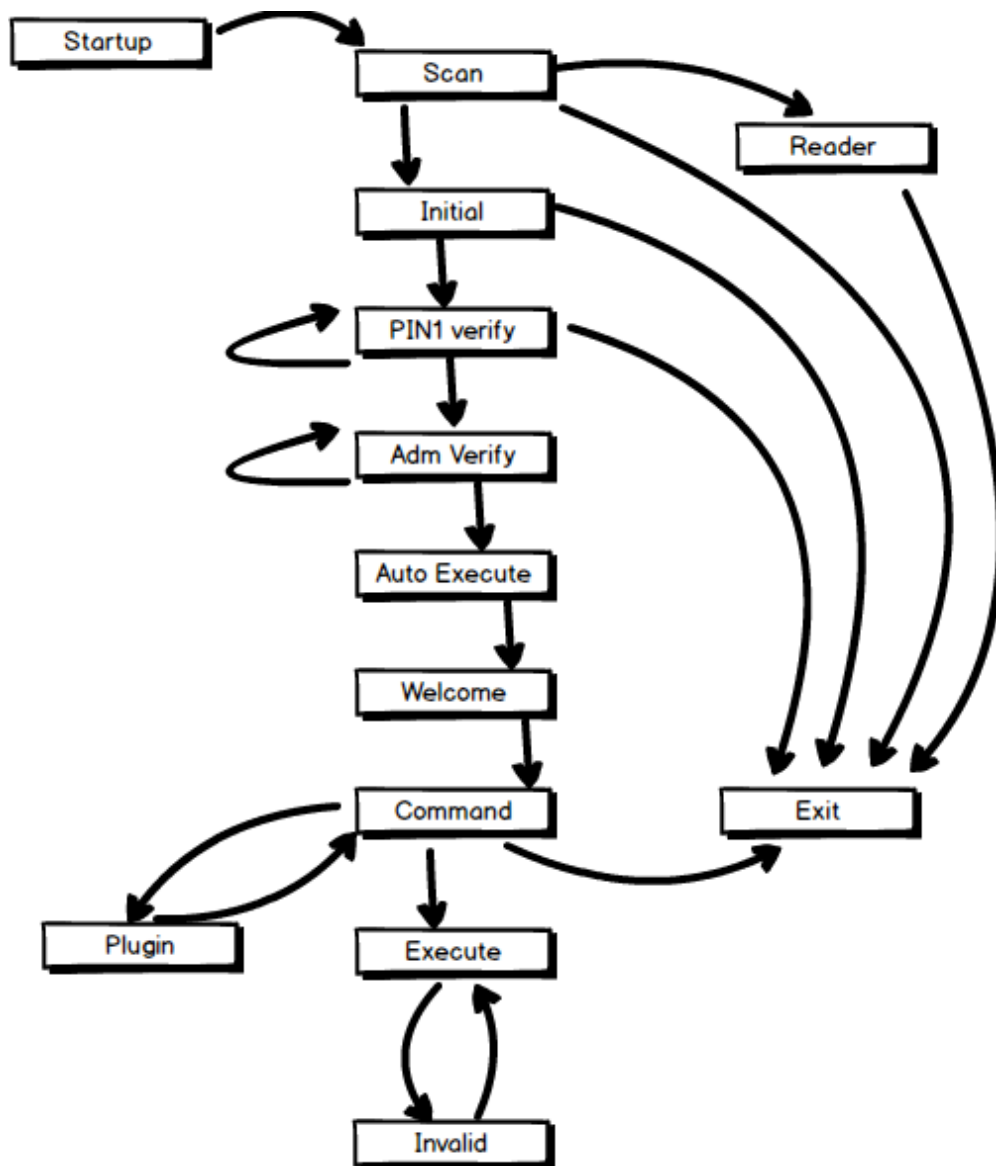 Startup
Scan
Reader
Initial
PIN1 verify
Adm Verify
Auto Execute
Welcome
Command
Exit
Plugin
Execute
Invalid